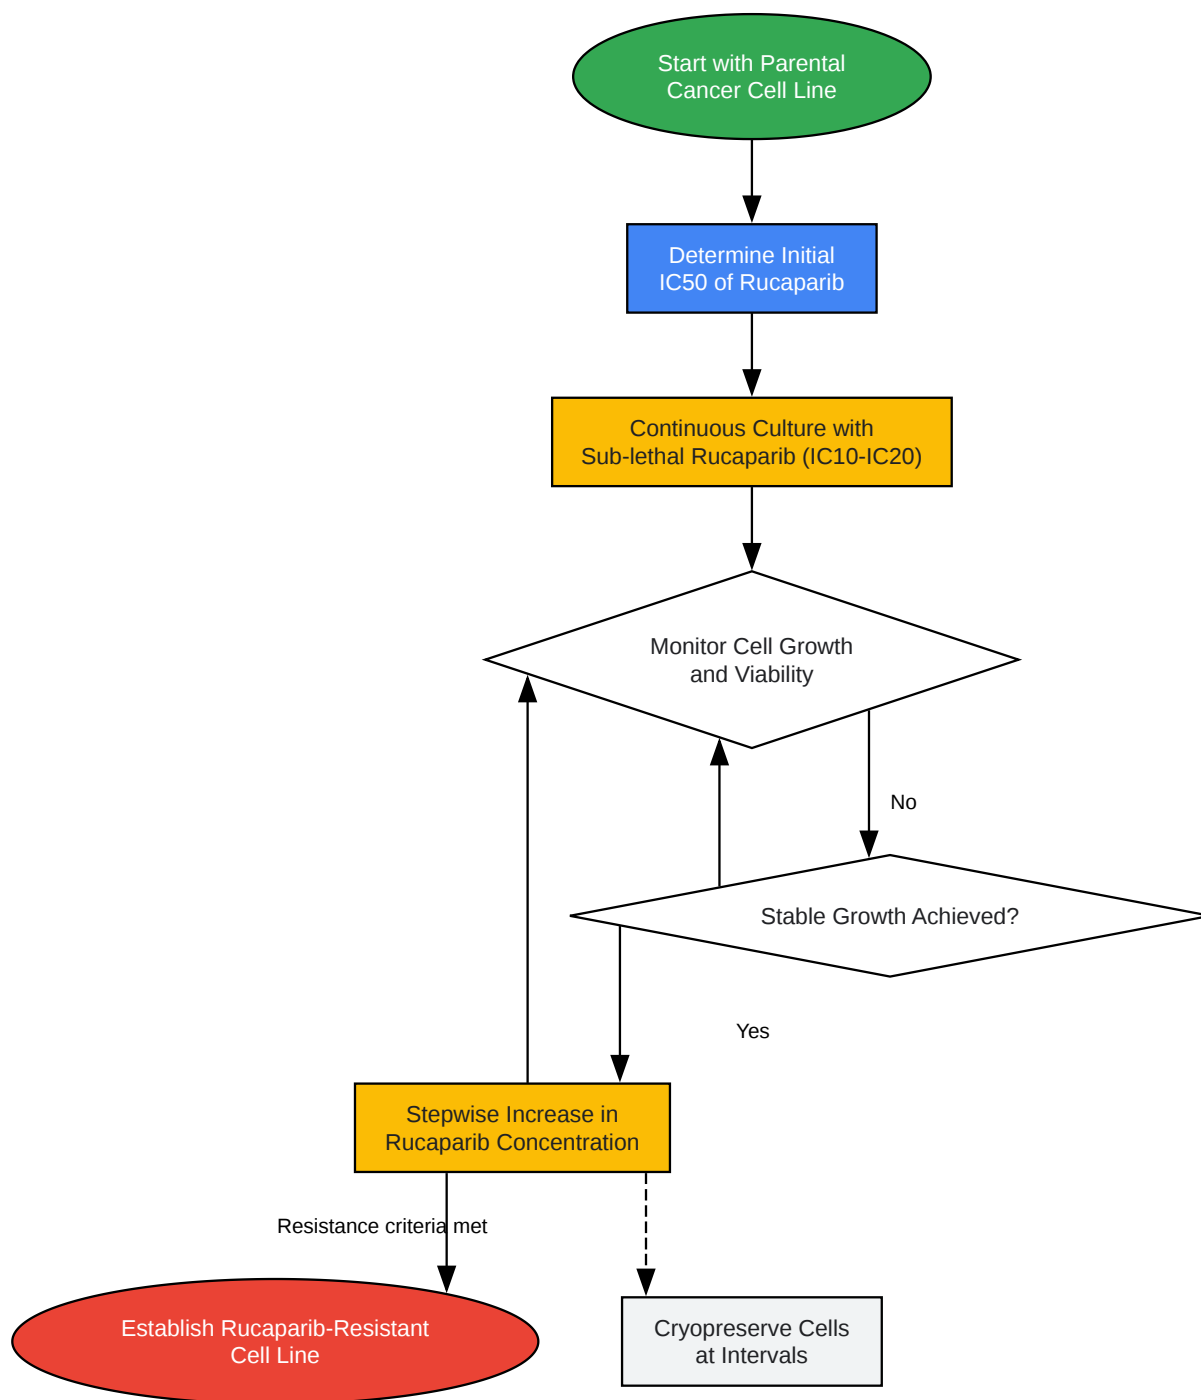 Start with Parental
Cancer Cell Line
Determine Initial
IC50 of Rucaparib
Continuous Culture with
Sub-lethal Rucaparib (IC10-IC20)
Monitor Cell Growth
and Viability
No
Stable Growth Achieved?
Yes
Stepwise Increase in
Rucaparib Concentration
Resistance criteria met
Establish Rucaparib-Resistant
Cell Line
Cryopreserve Cells
at Intervals